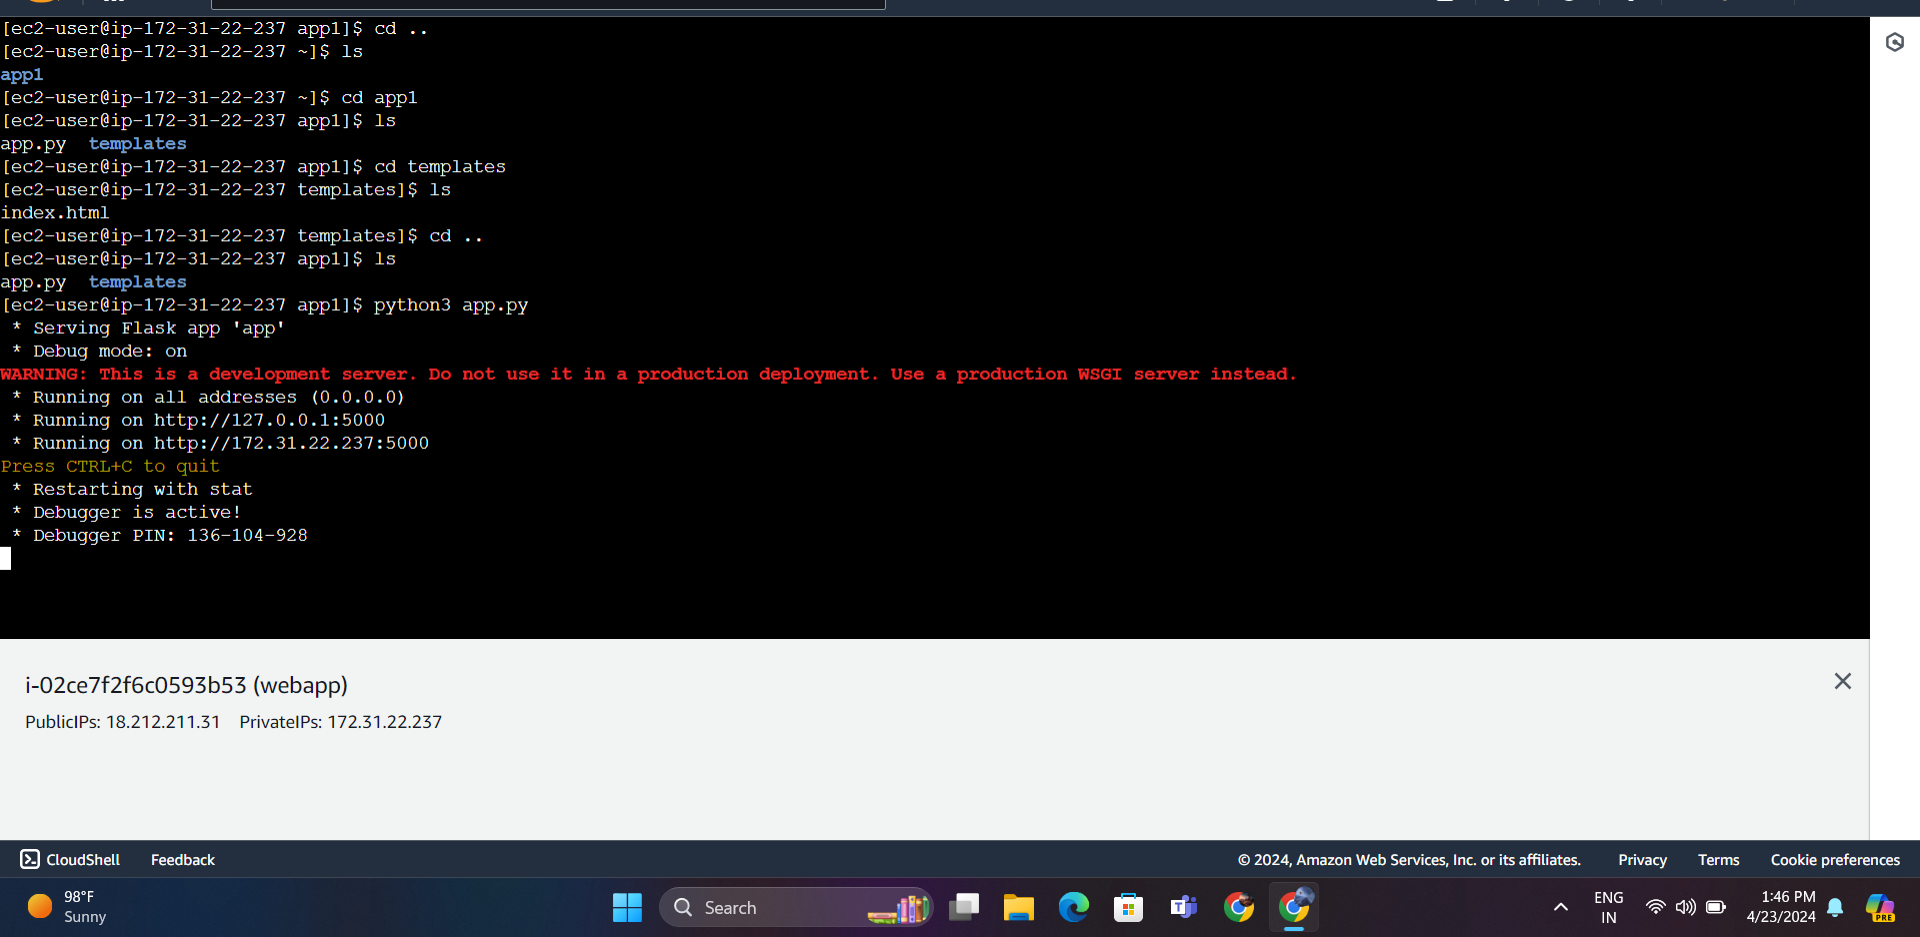 [ec2-user@ip-172-31-22-237 app1]$ cd ..
[ec2-user@ip-172-31-22-237 ~]$ ls
app1
[ec2-user@ip-172-31-22-237 ~]$ cd app1
[ec2-user@ip-172-31-22-237 app1]$ ls
app.py  templates
[ec2-user@ip-172-31-22-237 app1]$ cd templates
[ec2-user@ip-172-31-22-237 templates]$ ls
index.html
[ec2-user@ip-172-31-22-237 templates]$ cd ..
[ec2-user@ip-172-31-22-237 app1]$ ls
app.py  templates
[ec2-user@ip-172-31-22-237 app1]$ python3 app.py
 * Serving Flask app 'app'
 * Debug mode: on
WARNING: This is a development server. Do not use it in a production deployment. Use a production WSGI server instead.
 * Running on all addresses (0.0.0.0)
 * Running on http://127.0.0.1:5000
 * Running on http://172.31.22.237:5000
Press CTRL+C to quit
 * Restarting with stat
 * Debugger is active!
 * Debugger PIN: 136-104-928
i-02ce7f2f6c0593b53 (webapp)
PublicIPs: 18.212.211.31  PrivateIPs: 172.31.22.237
CloudShell  Feedback  © 2024, Amazon Web Services, Inc. or its affiliates.  Privacy  Terms  Cookie preferences
98°F
Sunny
Search
ENG
IN
1:46 PM
4/23/2024
PRE